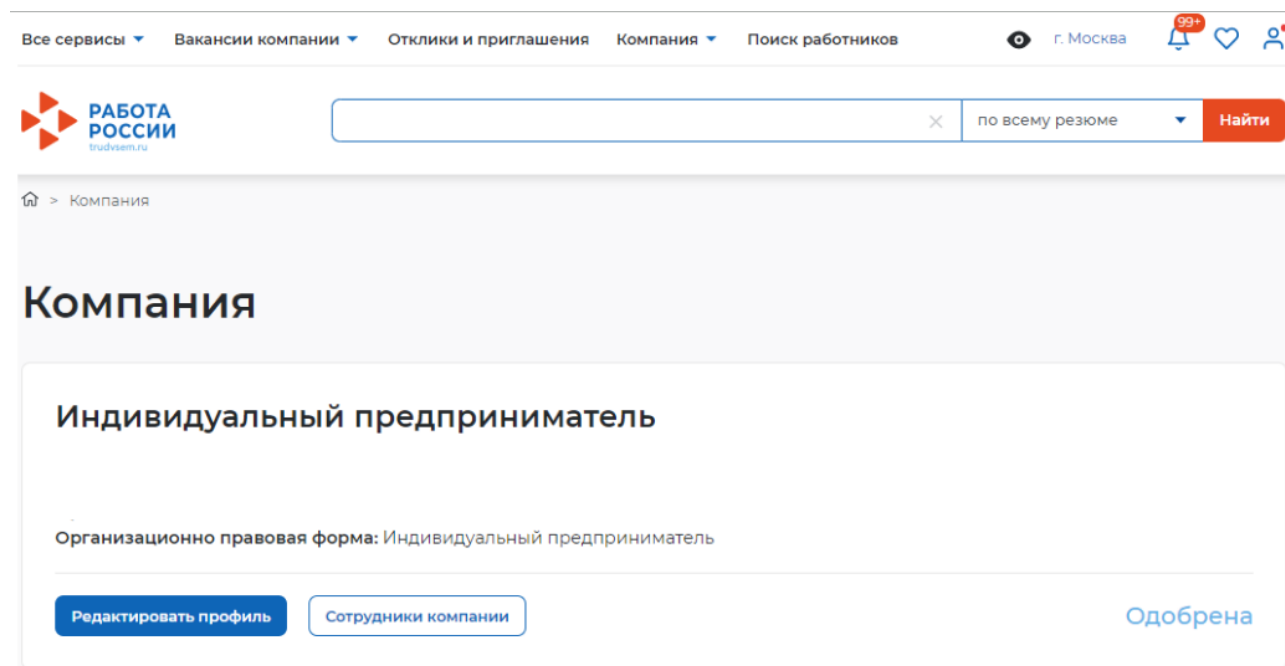 99+
Все сервисы Вакансии компании Отклики и приглашения Компания Поиск работников г. Москва
РАБОТА
РОССИИ
trudvsem.ru
по всему резюме Найти
> Компания
Компания
Индивидуальный предприниматель
Организационно правовая форма: Индивидуальный предприниматель
Редактировать профиль Сотрудники компании Одобрена